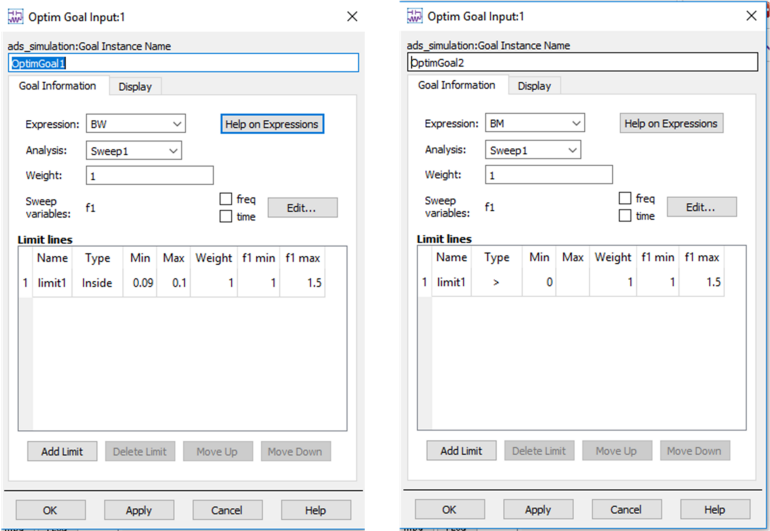 Optim Goal Input:1
ads_simulation:Goal Instance Name
OptimGoal1
Goal Information Display
Expression: BW Help on Expressions
Analysis: Sweep1
Weight: 1
Sweep variables: f1 freq time Edit...
Limit lines
Name Type Min Max Weight f1 min f1 max
1 limit1 Inside 0.09 0.1 1 1 1.5
Add Limit Delete Limit Move Up Move Down
OK Apply Cancel Help
Optim Goal Input:1
ads_simulation:Goal Instance Name
OptimGoal2
Goal Information Display
Expression: BM Help on Expressions
Analysis: Sweep1
Weight: 1
Sweep variables: f1 freq time Edit...
Limit lines
Name Type Min Max Weight f1 min f1 max
1 limit1 > 0 1 1 1.5
Add Limit Delete Limit Move Up Move Down
OK Apply Cancel Help